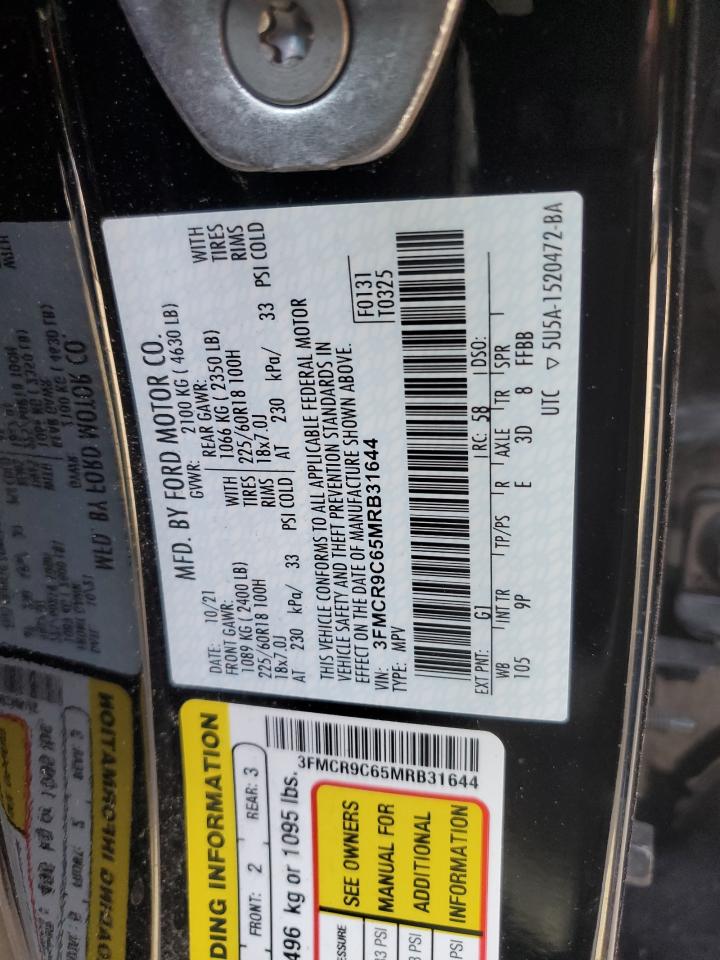 MFD. BY FORD MOTOR CO.
DATE: 10/21 GVWR: 2100 KG ( 4630 LB)
FRONT GAWR: WITH REAR GAWR: WITH
1089 KG ( 2400 LB) TIRES 1066 KG ( 2350 LB) TIRES
225/60R18 100H RIMS 225/60R18 100H RIMS
18x7.0J 18x7.0J
AT 230 kPa/ 33 PSI COLD AT 230 kPa/ 33 PSI COLD
THIS VEHICLE CONFORMS TO ALL APPLICABLE FEDERAL MOTOR
VEHICLE SAFETY AND THEFT PREVENTION STANDARDS IN
EFFECT ON THE DATE OF MANUFACTURE SHOWN ABOVE.
VIN: 3FMCR9C65MRB31644
TYPE: MPV
F0131
T0325
EXT PNT: G1 RC: 58 DSO:
WB INT TR TP/PS R AXLE TR SPR
105 9P E 3D 8 FFBB
UTC ▽ 5U5A-1520472-BA
DING INFORMATION
FRONT: 2 REAR: 3
496 kg or 1095 lbs.
3FMCR9C65MRB31644
SEE OWNERS
MANUAL FOR
ADDITIONAL
INFORMATION
ESSURE
33 PSI
PSI
PSI